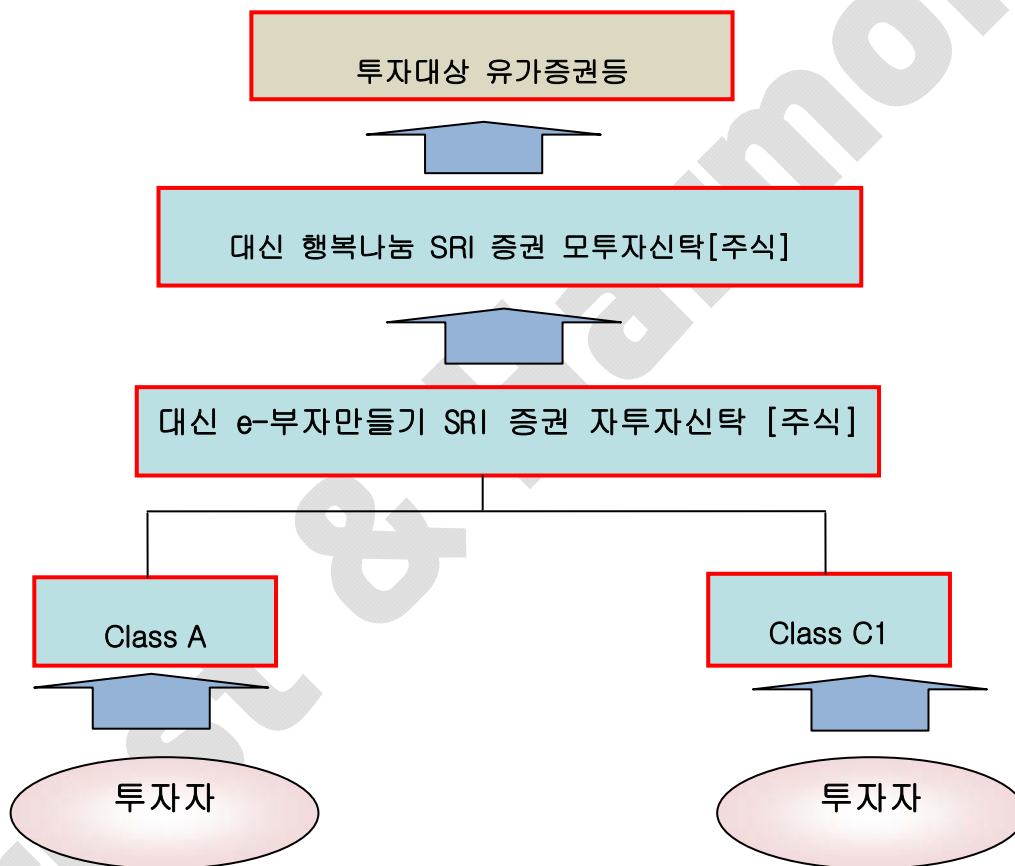 투자대상 유가증권등
대신 행복나눔 SRI 증권 모투자신탁[주식]
대신 e-부자만들기 SRI 증권 자투자신탁 [주식]
Class A
Class C1
투자자
투자자